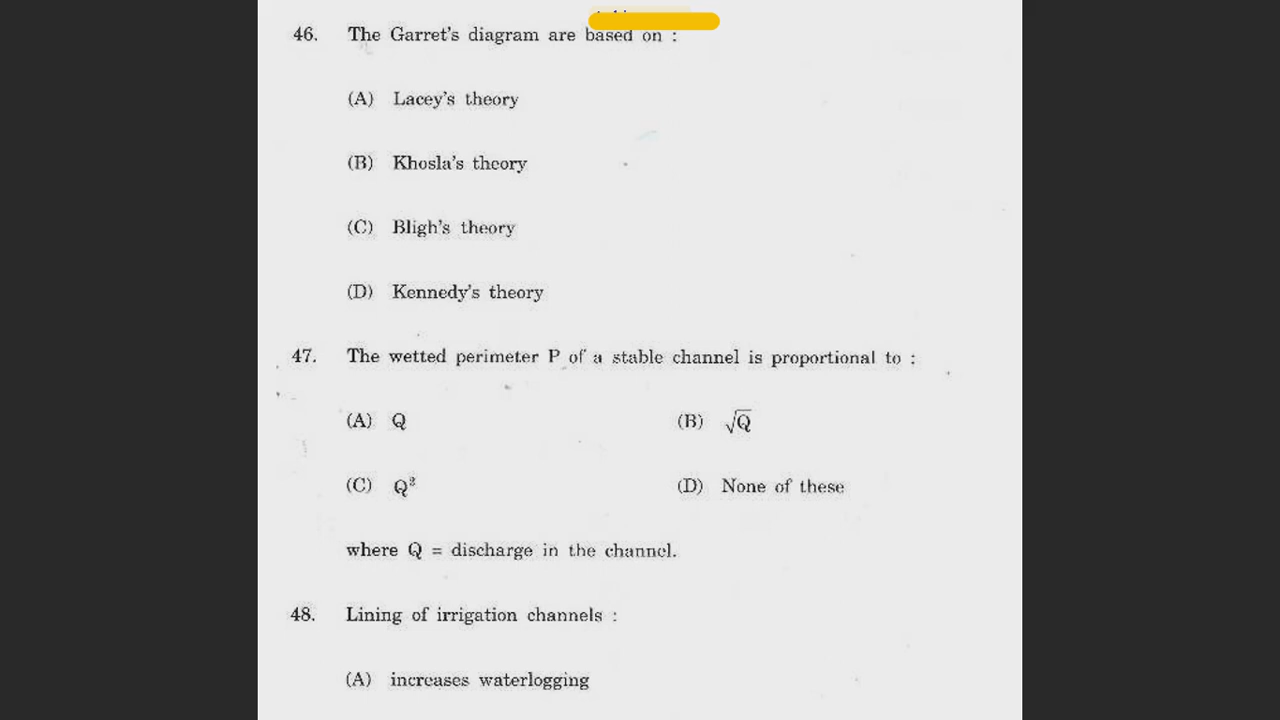 46. The Garret's diagram are based on :
(A) Lacey's theory
(B) Khosla's theory
(C) Bligh's theory
(D) Kennedy's theory
47. The wetted perimeter P of a stable channel is proportional to :
(A) Q (B) √Q
(C) Q² (D) None of these
where Q = discharge in the channel.
48. Lining of irrigation channels :
(A) increases waterlogging